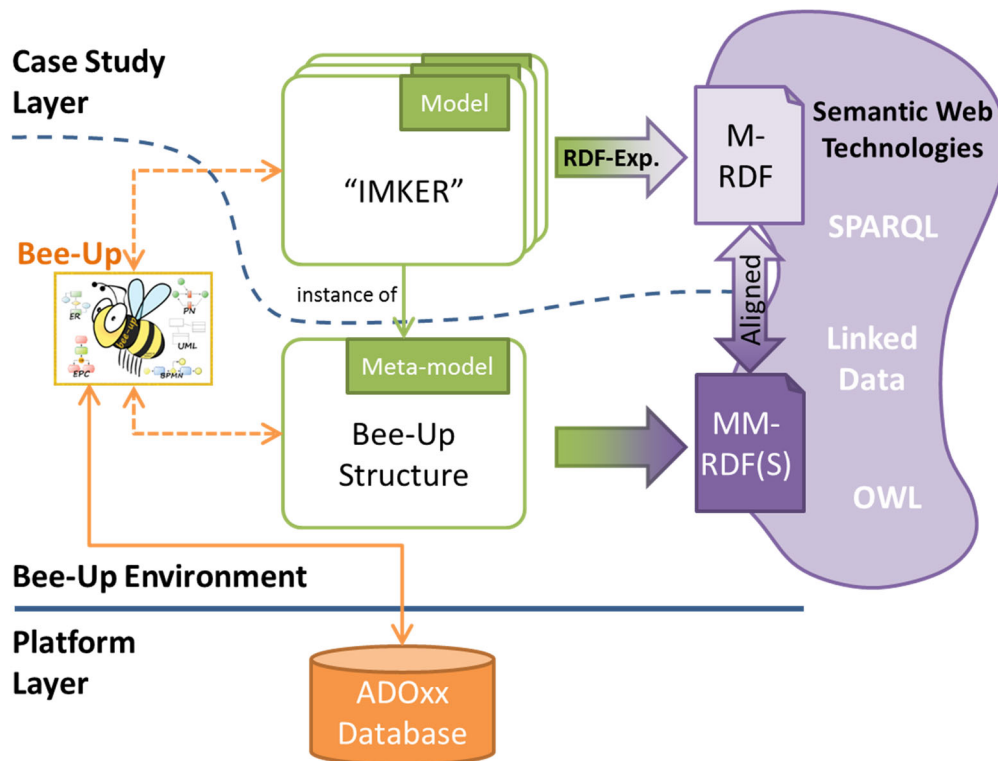 Case Study
Layer
Model
"IMKER"
RDF-Exp.
M-
RDF
Semantic Web
Technologies
SPARQL
Linked
Data
OWL
Bee-Up
ER
PN
UML
EPC
BPMN
bee-up
instance of
Aligned
Meta-model
Bee-Up
Structure
MM-
RDF(S)
Bee-Up Environment
Platform
Layer
ADOxx
Database